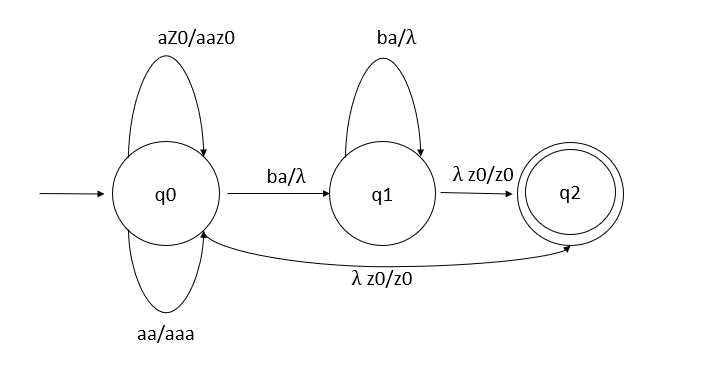 aZ0/aaz0
ba/λ
ba/λ
λ z0/z0
q0
q1
q2
λ z0/z0
aa/aaa